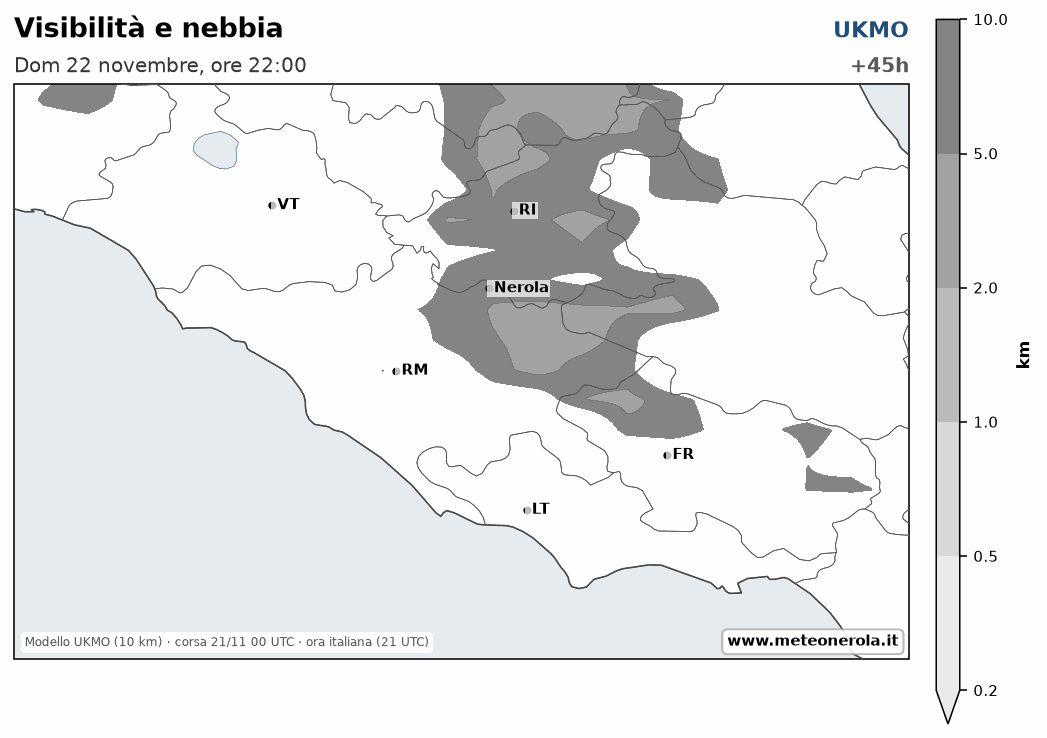 Visibilità e nebbia
UKMO
Dom 22 novembre, ore 22:00
+45h
10.0
5.0
2.0
1.0
0.5
0.2
km
VT
RI
Nerola
RM
FR
LT
Modello UKMO (10 km) · corsa 21/11 00 UTC · ora italiana (21 UTC)
www.meteonerola.it